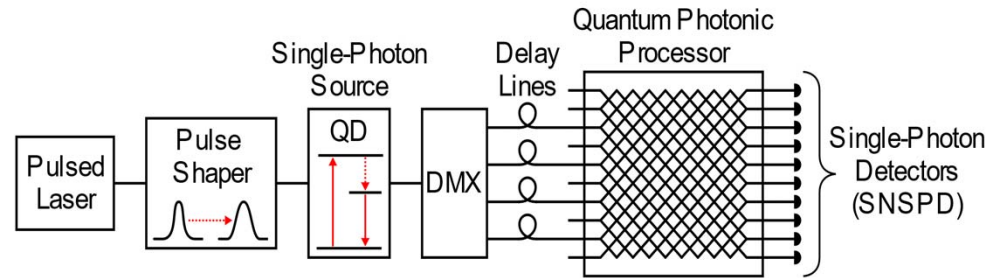 Pulsed
Laser
Pulse
Shaper
Single-Photon
Source
QD
DMX
Delay
Lines
Quantum Photonic
Processor
Single-Photon
Detectors
(SNSPD)